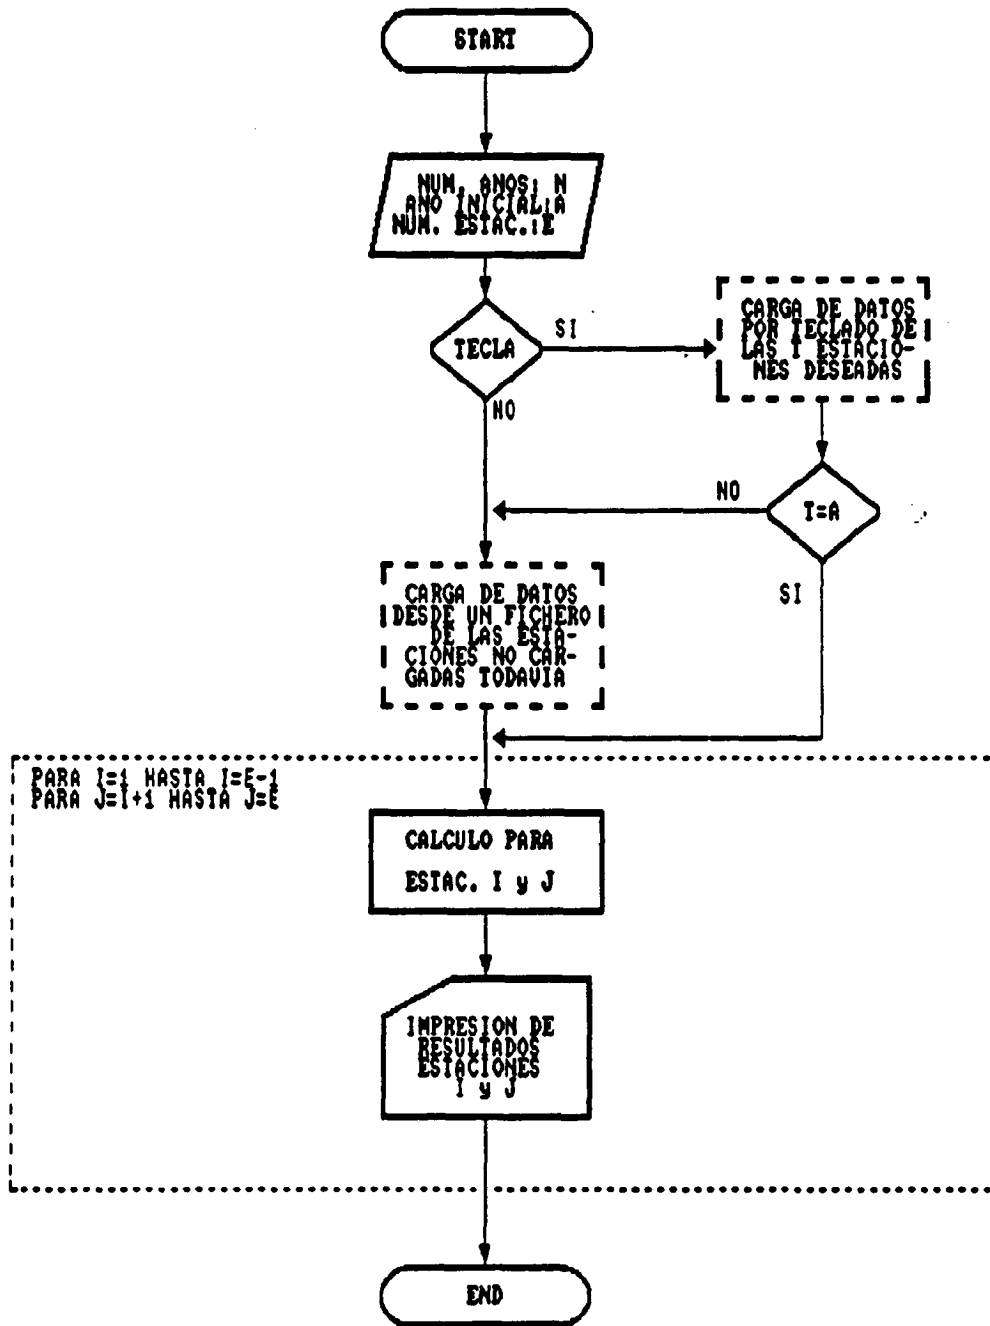 START
NUM. ANOS: N
ANO INICIAL:A
NUM. ESTAC.:E
TECLA
SI
NO
CARGA DE DATOS
POR TECLADO DE
LAS T ESTACIO-
NES DESEADAS
T=A
NO
SI
CARGA DE DATOS
DESDE UN FICHERO
DE LAS ESTA-
CIONES NO CAR-
GADAS TODAVIA
PARA I=1 HASTA I=E-1
PARA J=I+1 HASTA J=E
CALCULO PARA
ESTAC. I y J
IMPRESION DE
RESULTADOS
ESTACIONES
I y J
END